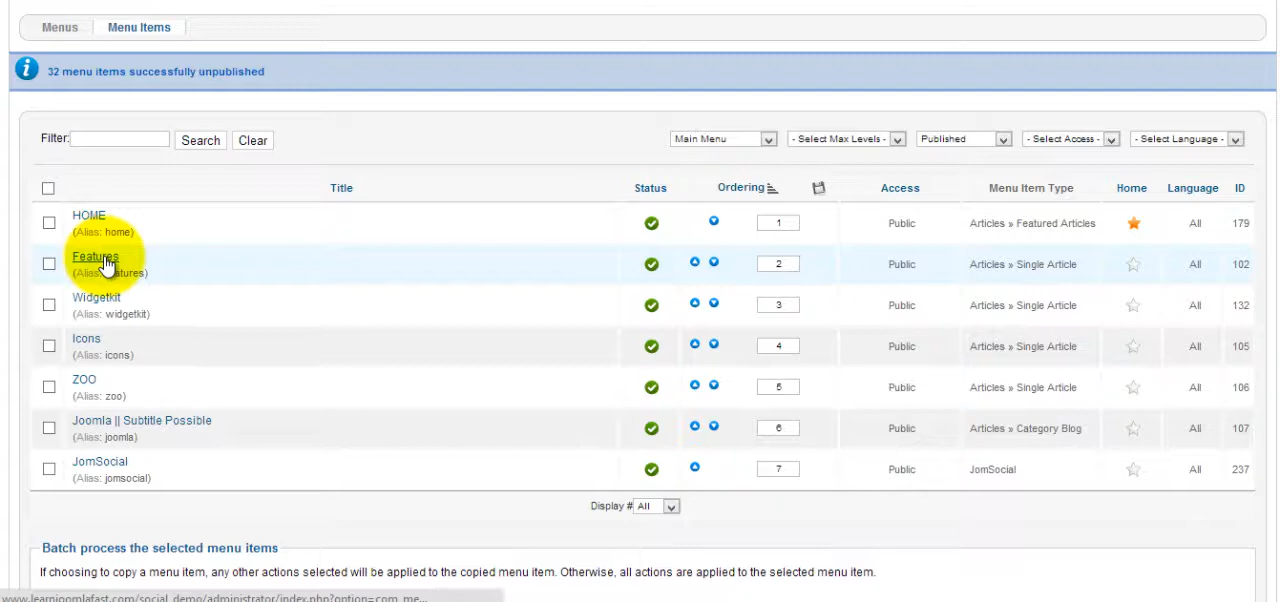 Menus Menu Items
32 menu items successfully unpublished
Filter: Search Clear Main Menu - Select Max Levels - Published - Select Access - - Select Language -
Title Status Ordering Access Menu Item Type Home Language ID
HOME
(Alias: home) 1 Public Articles » Featured Articles All 179
Features
(Alias: atures) 2 Public Articles » Single Article All 102
Widgetkit
(Alias: widgetkit) 3 Public Articles » Single Article All 132
Icons
(Alias: icons) 4 Public Articles » Single Article All 105
ZOO
(Alias: zoo) 5 Public Articles » Single Article All 106
Joomla || Subtitle Possible
(Alias: joomla) 6 Public Articles » Category Blog All 107
JomSocial
(Alias: jomsocial) 7 Public JomSocial All 237
Display # All
Batch process the selected menu items
If choosing to copy a menu item, any other actions selected will be applied to the copied menu item. Otherwise, all actions are applied to the selected menu item.
www.learnjoomlafast.com/social_demo/administrator/index.php?option=com_me...